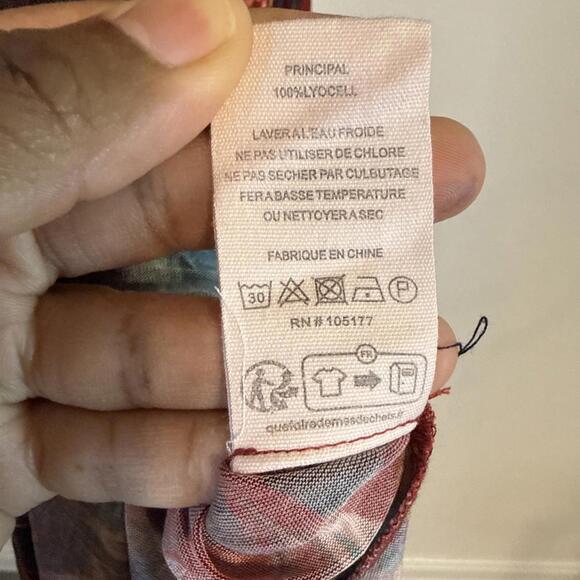 PRINCIPAL
100%LYOCELL
LAVER A L'EAU FROIDE
NE PAS UTILISER DE CHLORE
NE PAS SECHER PAR CULBUTAGE
FER A BASSE TEMPERATURE
OU NETTOYER A SEC
FABRIQUE EN CHINE
30 P
RN # 105177
FR
quefairedemesdechets.fr